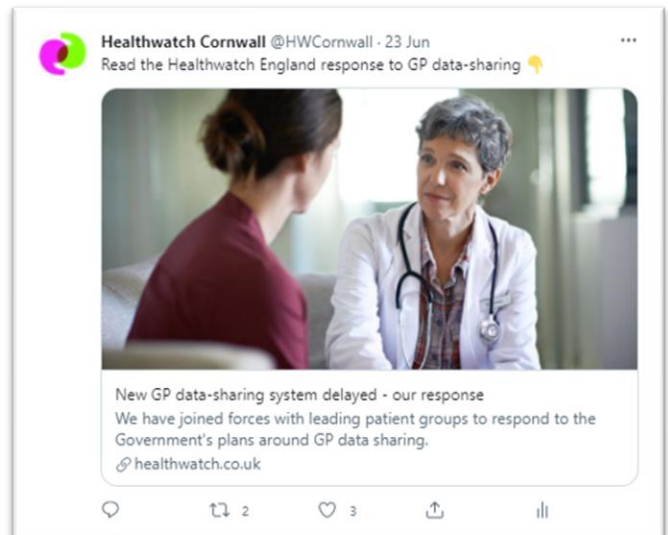 Healthwatch Cornwall @HWCornwall · 23 Jun
Read the Healthwatch England response to GP data-sharing 👇
New GP data-sharing system delayed - our response
We have joined forces with leading patient groups to respond to the
Government's plans around GP data sharing.
healthwatch.co.uk
2 3